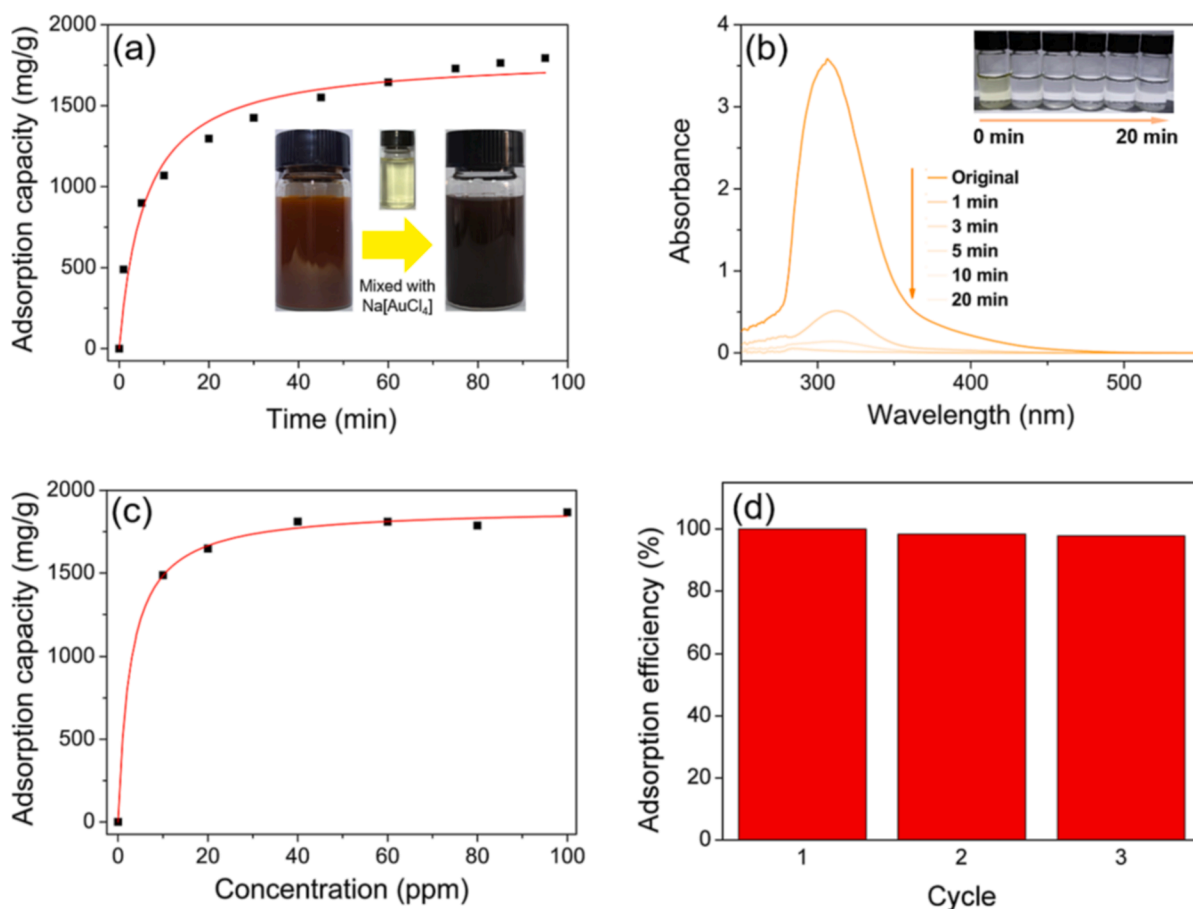 (a)
Adsorption capacity (mg/g)
2000
1500
1000
500
0
0
20
40
60
80
100
Time (min)
Mixed with
Na[AuCl₄]
(b)
Absorbance
4
3
2
1
0
300
400
500
Wavelength (nm)
0 min
20 min
Original
1 min
3 min
5 min
10 min
20 min
(c)
Adsorption capacity (mg/g)
2000
1500
1000
500
0
0
20
40
60
80
100
Concentration (ppm)
(d)
Adsorption efficiency (%)
100
80
60
40
20
0
1
2
3
Cycle